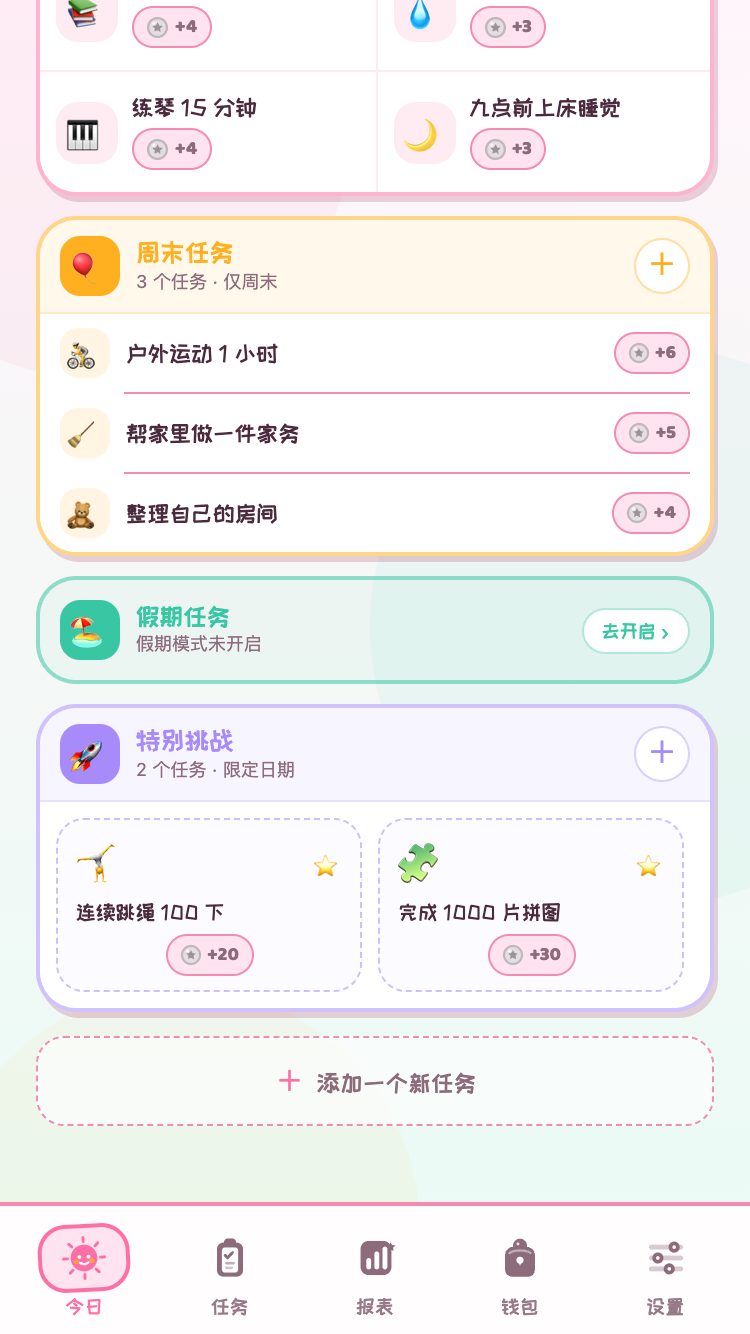 +4
+3
练琴 15 分钟
+4
九点前上床睡觉
+3
周末任务
3 个任务 · 仅周末
户外运动 1 小时
+6
帮家里做一件家务
+5
整理自己的房间
+4
假期任务
假期模式未开启
去开启 ›
特别挑战
2 个任务 · 限定日期
连续跳绳 100 下
+20
完成 1000 片拼图
+30
+ 添加一个新任务
今日
任务
报表
钱包
设置